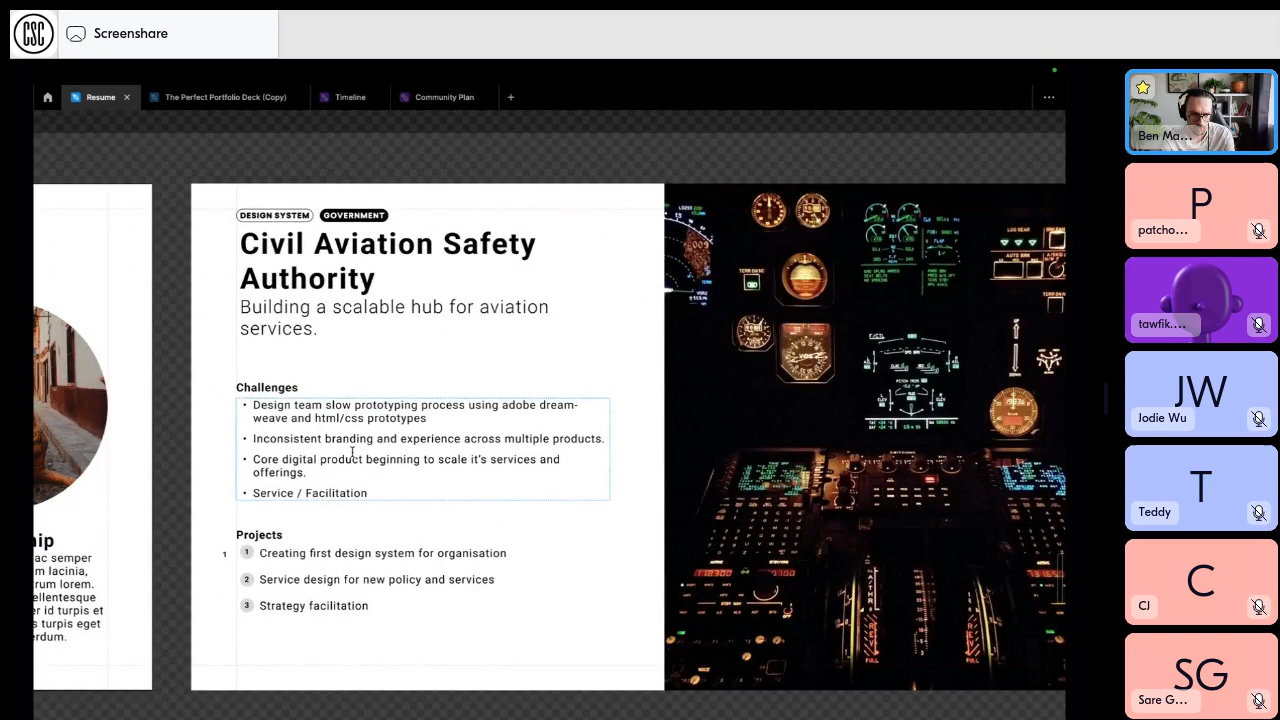 CSC
Screenshare
Resume
The Perfect Portfolio Deck (Copy)
Timeline
Community Plan
DESIGN SYSTEM
GOVERNMENT
Civil Aviation Safety
Authority
Building a scalable hub for aviation
services.
Challenges
• Design team slow prototyping process using adobe dream-
weave and html/css prototypes
• Inconsistent branding and experience across multiple products.
• Core digital product beginning to scale it's services and
offerings.
• Service / Facilitation
Projects
1
1 Creating first design system for organisation
2 Service design for new policy and services
3 Strategy facilitation
hip
ac semper
m lacinia,
trum lorem.
ellentesque
er id turpis et
s turpis eget
erdum.
Ben Ma...
P
patcho...
tawfik....
JW
Jodie Wu
T
Teddy
C
CJ
SG
Sare G...